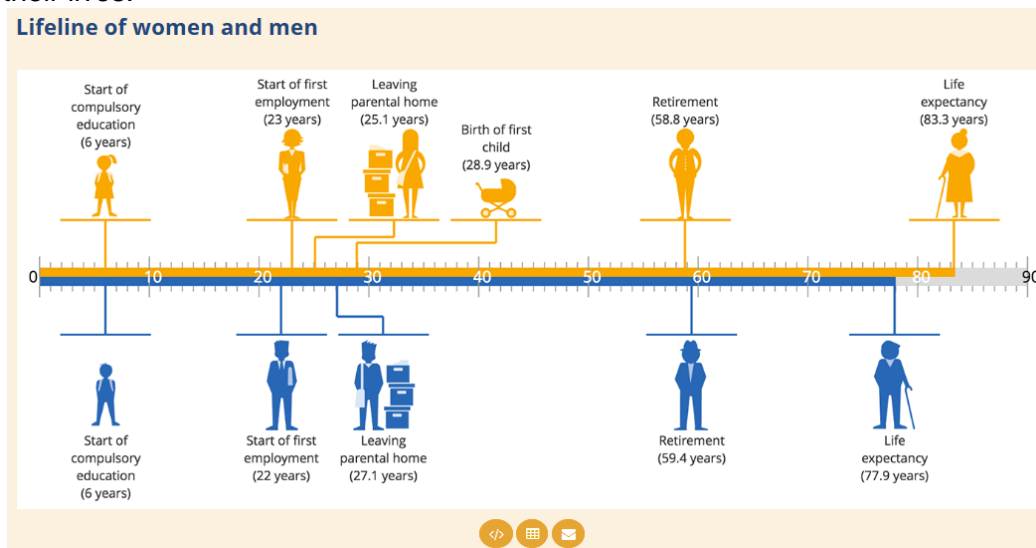 their lives.
Lifeline of women and men
Start of
compulsory
education
(6 years)
Start of first
employment
(23 years)
Leaving
parental home
(25.1 years)
Birth of first
child
(28.9 years)
Retirement
(58.8 years)
Life
expectancy
(83.3 years)
0 10 20 30 40 50 60 70 80 90
Start of
compulsory
education
(6 years)
Start of first
employment
(22 years)
Leaving
parental home
(27.1 years)
Retirement
(59.4 years)
Life
expectancy
(77.9 years)